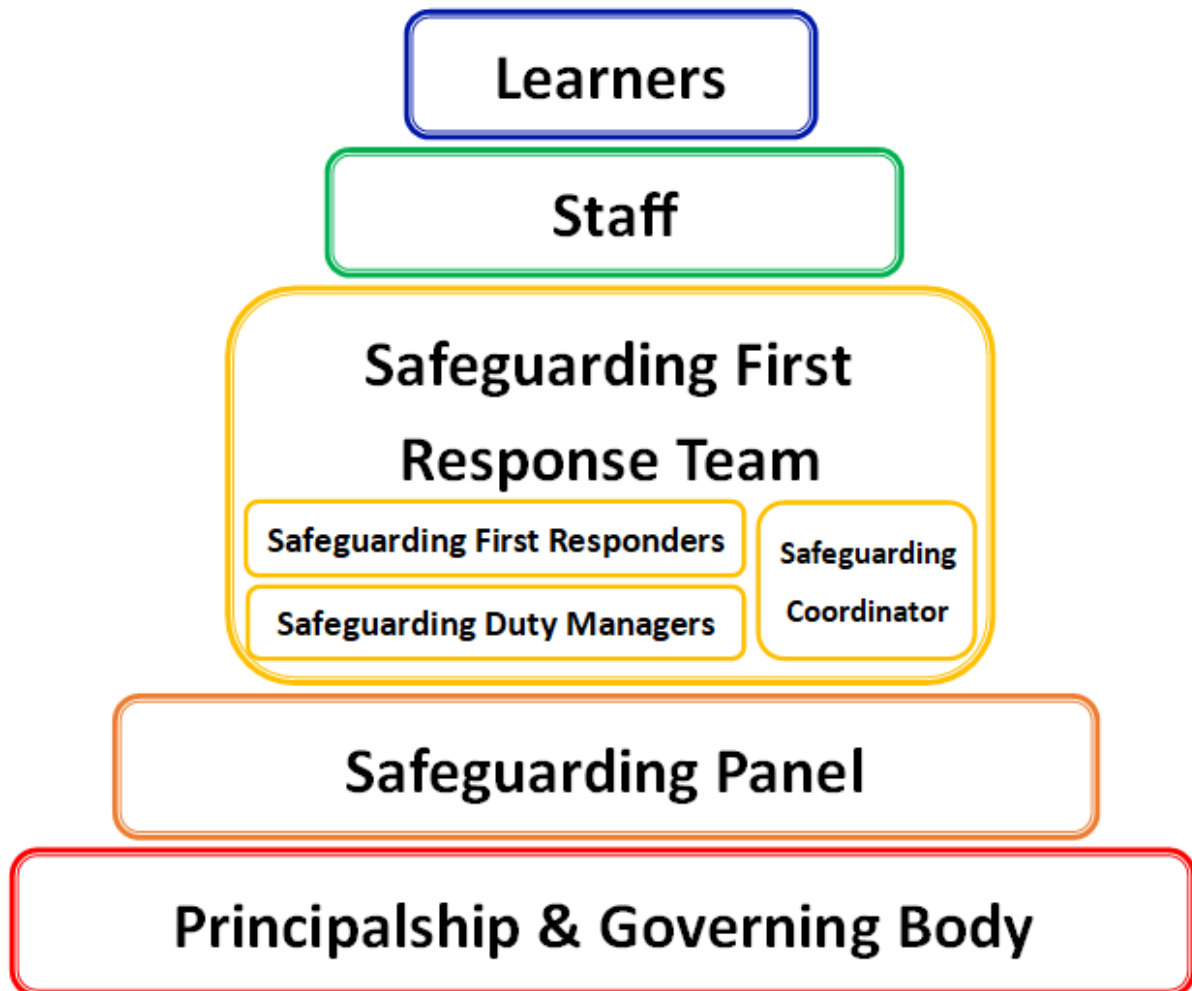 Learners
Staff
Safeguarding First
Response Team
Safeguarding First Responders
Safeguarding Duty Managers
Safeguarding
Coordinator
Safeguarding Panel
Principalship & Governing Body